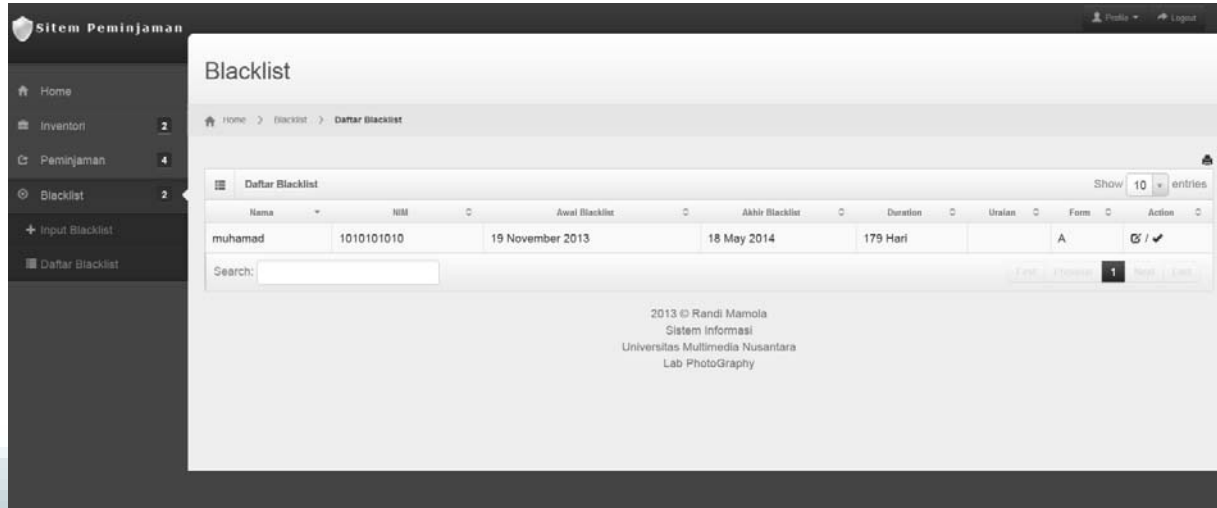 Sitem Peminjaman
Profile
Logout
Blacklist
Home
Inventori 2
Peminjaman 4
Blacklist 2
Input Blacklist
Daftar Blacklist
Home > Blacklist > Daftar Blacklist
Daftar Blacklist
Show 10 entries
Nama NIM Awal Blacklist Akhir Blacklist Duration Uraian Form Action
muhamad 1010101010 19 November 2013 18 May 2014 179 Hari A /
Search:
First Previous 1 Next Last
2013 © Randi Mamola
Sistem Informasi
Universitas Multimedia Nusantara
Lab PhotoGraphy